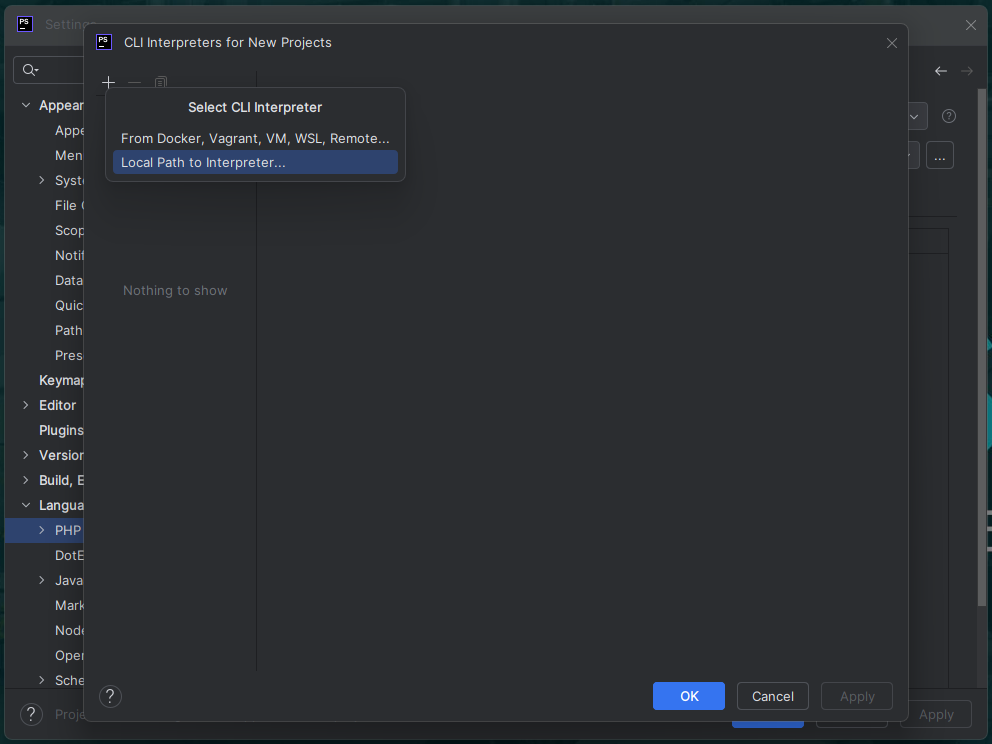 PS
Settings
PS
CLI Interpreters for New Projects
Select CLI Interpreter
From Docker, Vagrant, VM, WSL, Remote...
Local Path to Interpreter...
Nothing to show
Appear
Appe
Men
Syst
File
Scop
Notif
Data
Quic
Path
Pres
Keymap
Editor
Plugins
Version
Build, E
Langua
PHP
DotE
Java
Mark
Node
Oper
Sche
?
...
?
OK
Cancel
Apply
?
Proje
Apply